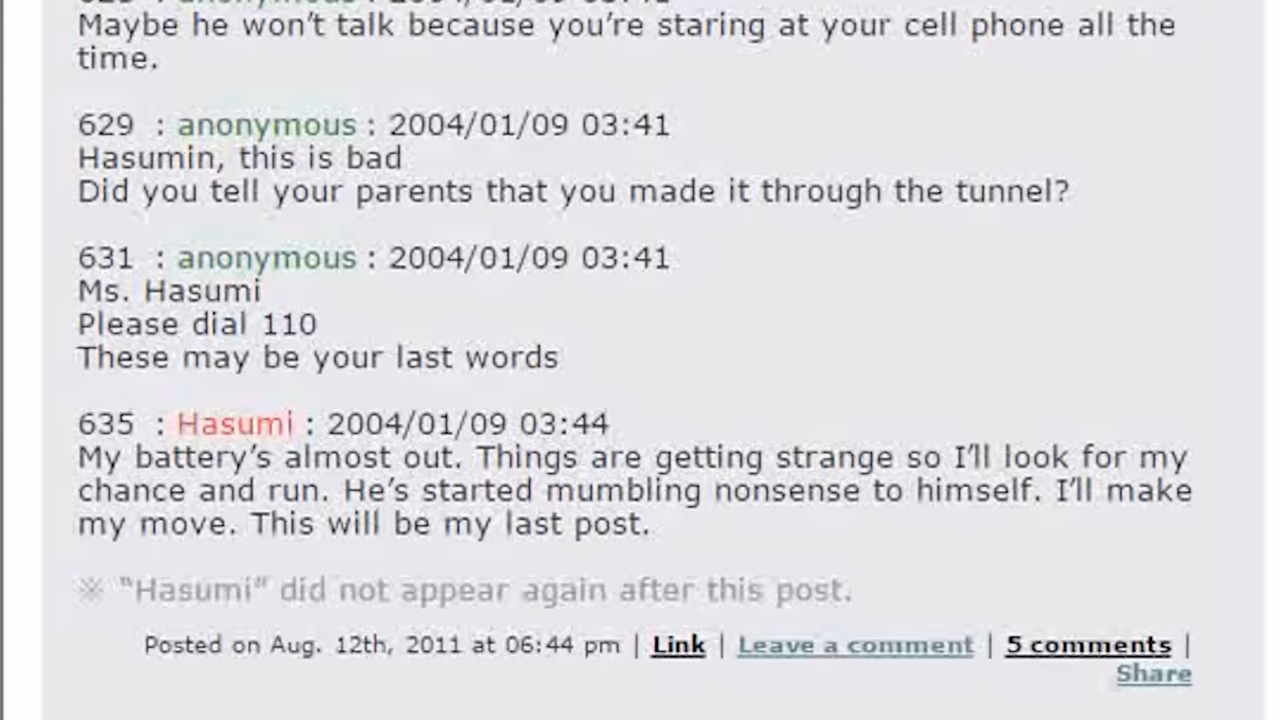 Maybe he won't talk because you're staring at your cell phone all the
time.
629 : anonymous : 2004/01/09 03:41
Hasumin, this is bad
Did you tell your parents that you made it through the tunnel?
631 : anonymous : 2004/01/09 03:41
Ms. Hasumi
Please dial 110
These may be your last words
635 : Hasumi : 2004/01/09 03:44
My battery's almost out. Things are getting strange so I'll look for my
chance and run. He's started mumbling nonsense to himself. I'll make
my move. This will be my last post.
※ “Hasumi” did not appear again after this post.
Posted on Aug. 12th, 2011 at 06:44 pm | Link | Leave a comment | 5 comments |
Share